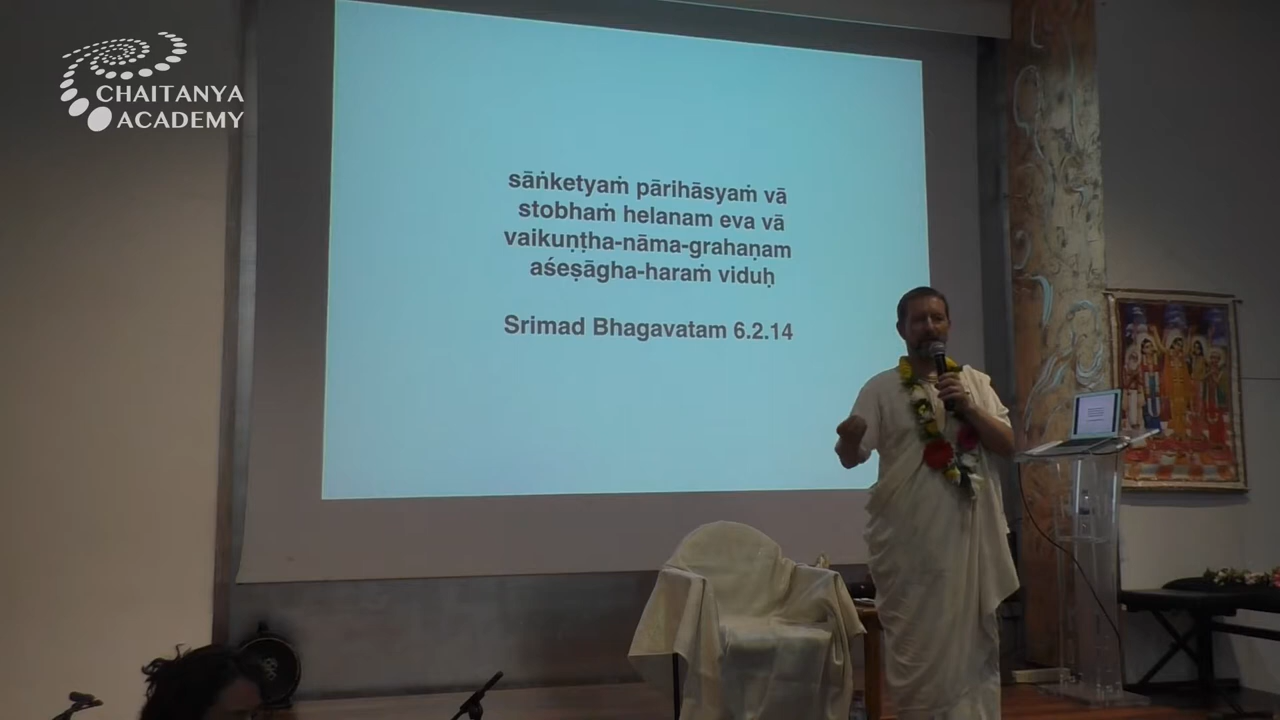 CHAITANYA
ACADEMY
sāṅketyaṁ pārihāsyaṁ vā
stobhaṁ helanam eva vā
vaikuṇṭha-nāma-grahaṇam
aśeṣāgha-haraṁ viduḥ
Srimad Bhagavatam 6.2.14